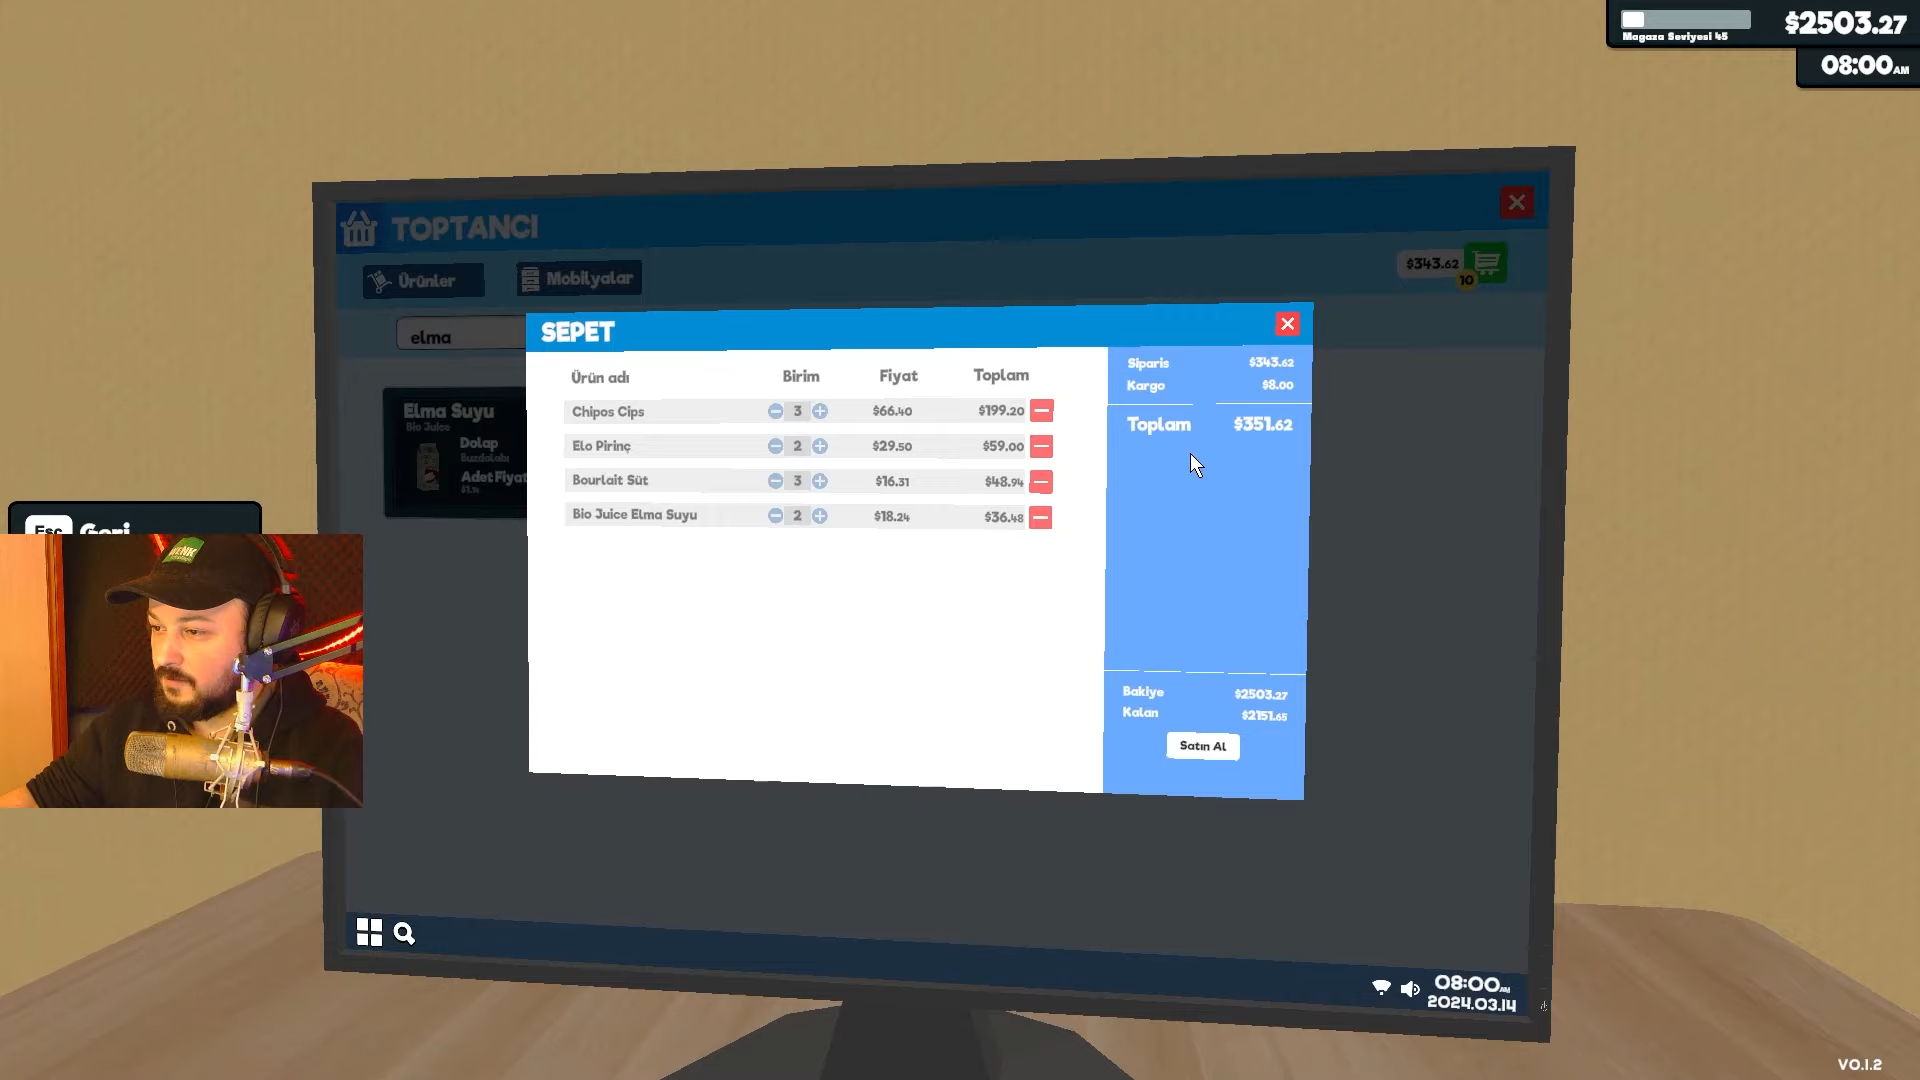 $2503.27
Magaza Seviyesi 45
08:00AM
TOPTANCI
Ürünler
Mobilyalar
$343.62
10
elma
SEPET
Ürün adı Birim Fiyat Toplam
Chipos Cips 3 $66.40 $199.20
Elo Pirinç 2 $29.50 $59.00
Bourlait Süt 3 $16.31 $48.94
Bio Juice Elma Suyu 2 $18.24 $36.48
Siparis $343.62
Kargo $8.00
Toplam $351.62
Bakiye $2503.27
Kalan $2151.65
Satın Al
Elma Suyu
Bio Juice
Dolap
Buzdolabı
Adet Fiyat
Esc Geri
08:00AM
2024.03.14
V0.1.2